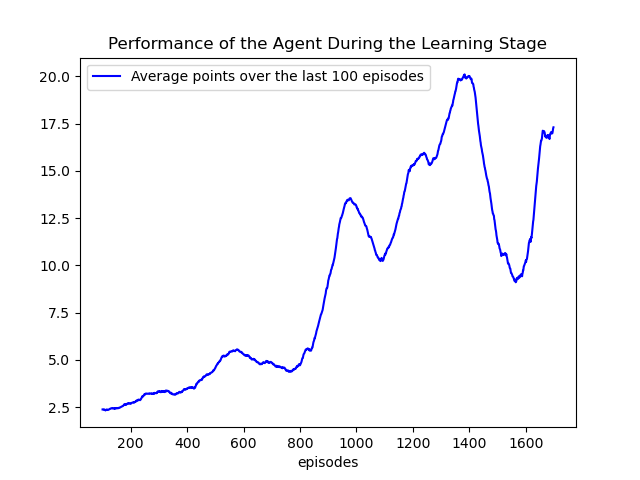 Performance of the Agent During the Learning Stage
Average points over the last 100 episodes
20.0
17.5
15.0
12.5
10.0
7.5
5.0
2.5
200 400 600 800 1000 1200 1400 1600
episodes